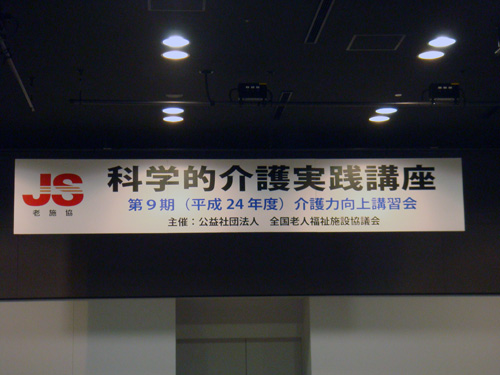 科学的介護実践講座
第9期（平成24年度）介護力向上講習会
主催：公益社団法人　全国老人福祉施設協議会
JS
老施協